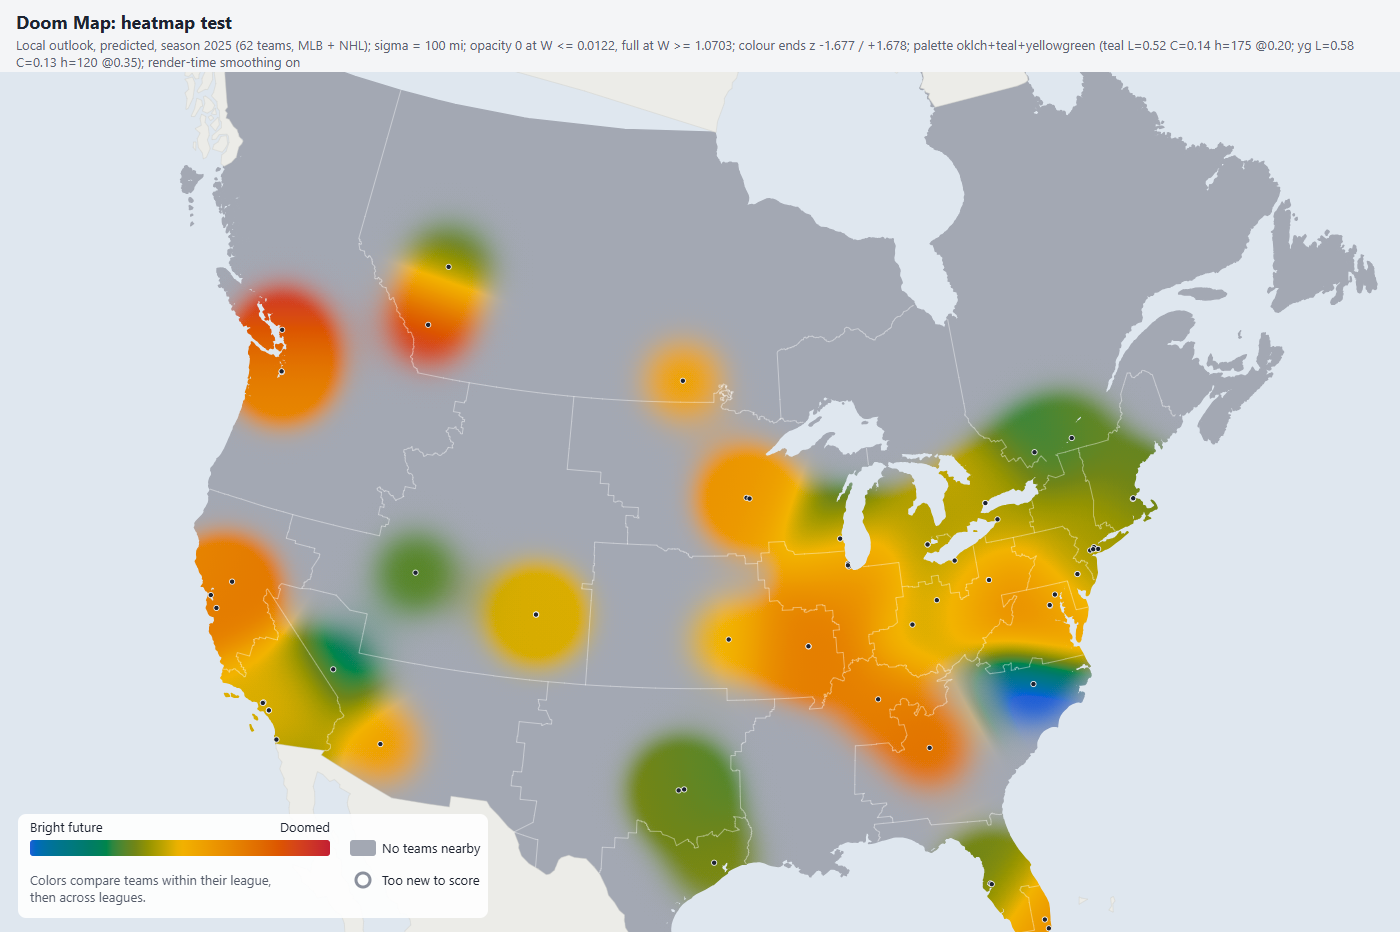 Doom Map: heatmap test
Local outlook, predicted, season 2025 (62 teams, MLB + NHL); sigma = 100 mi; opacity 0 at W <= 0.0122, full at W >= 1.0703; colour ends z -1.677 / +1.678; palette oklch+teal+yellowgreen (teal L=0.52 C=0.14 h=175 @0.20; yg L=0.58
C=0.13 h=120 @0.35); render-time smoothing on
Bright future
Doomed
No teams nearby
Too new to score
Colors compare teams within their league,
then across leagues.